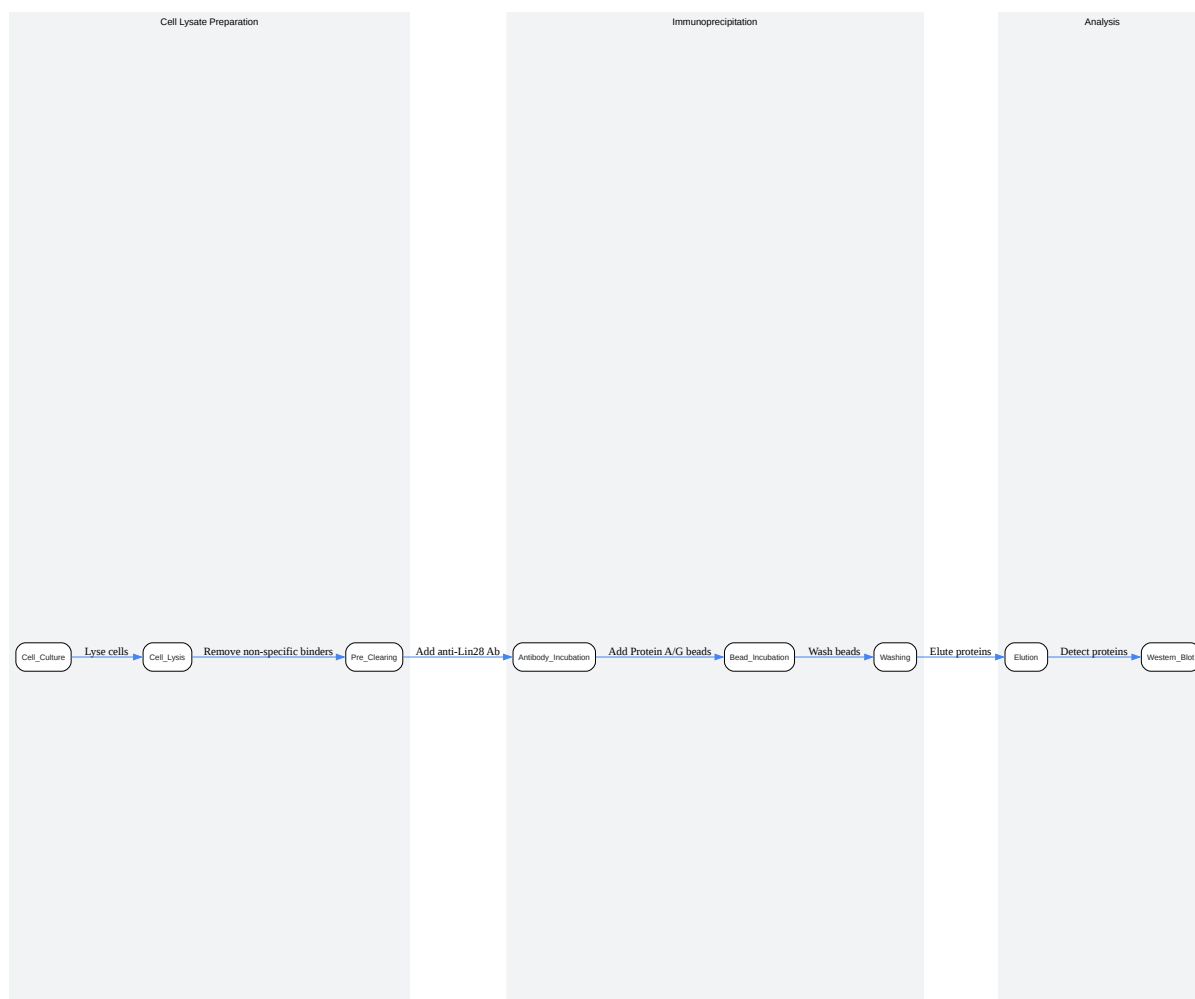 Cell Lysate Preparation
Immunoprecipitation
Analysis
Cell_Culture
Lyse cells
Cell_Lysis
Remove non-specific binders
Pre_Clearing
Add anti-Lin28 Ab
Antibody_Incubation
Add Protein A/G beads
Bead_Incubation
Wash beads
Washing
Elute proteins
Elution
Detect proteins
Western_Blot